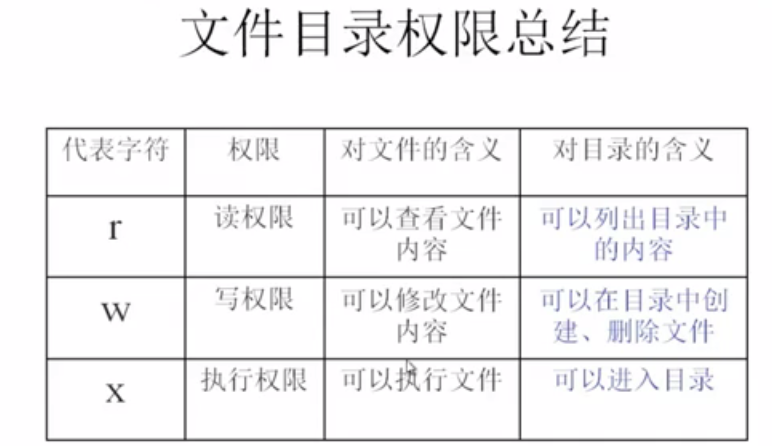 文件目录权限总结
代表字符 权限 对文件的含义 对目录的含义
r 读权限 可以查看文件内容 可以列出目录中的内容
w 写权限 可以修改文件内容 可以在目录中创建、删除文件
x 执行权限 可以执行文件 可以进入目录